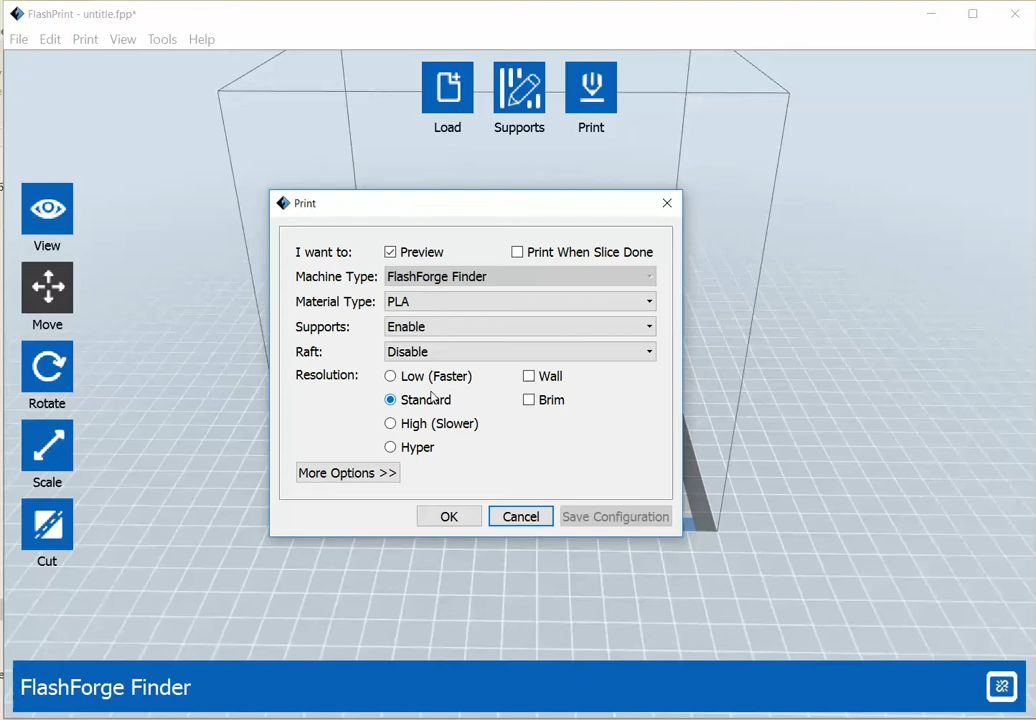 FlashPrint - untitle.fpp*
File Edit Print View Tools Help
Load Supports Print
View
Move
Rotate
Scale
Cut
Print
I want to: Preview Print When Slice Done
Machine Type: FlashForge Finder
Material Type: PLA
Supports: Enable
Raft: Disable
Resolution: Low (Faster) Wall
Standard Brim
High (Slower)
Hyper
More Options >>
OK Cancel Save Configuration
FlashForge Finder